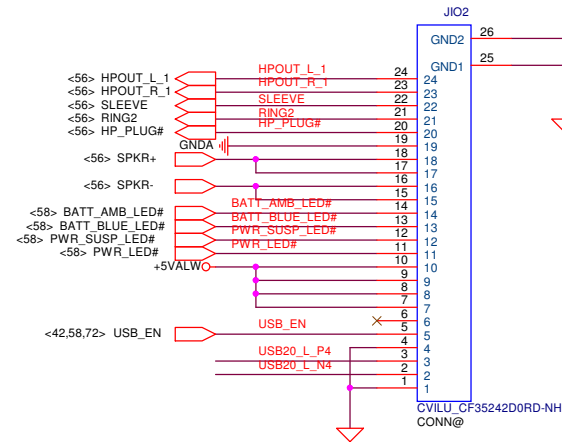 JIO2
GND2 26
GND1 25
<56> HPOUT_L_1 HPOUT_L_1 24 24
<56> HPOUT_R_1 HPOUT_R_1 23 23
<56> SLEEVE SLEEVE 22 22
<56> RING2 RING2 21 21
<56> HP_PLUG# HP_PLUG# 20 20
GNDA 19 19
<56> SPKR+ 18 18
17 17
<56> SPKR- 16 16
15 15
<58> BATT_AMB_LED# BATT_AMB_LED# 14 14
<58> BATT_BLUE_LED# BATT_BLUE_LED# 13 13
<58> PWR_SUSP_LED# PWR_SUSP_LED# 12 12
<58> PWR_LED# PWR_LED# 11 11
+5VALW 10 10
9 9
8 8
7 7
6 6
<42,58,72> USB_EN USB_EN 5 5
4 4
USB20_L_P4 3 3
USB20_L_N4 2 2
1 1
CVILU_CF35242D0RD-NH
CONN@